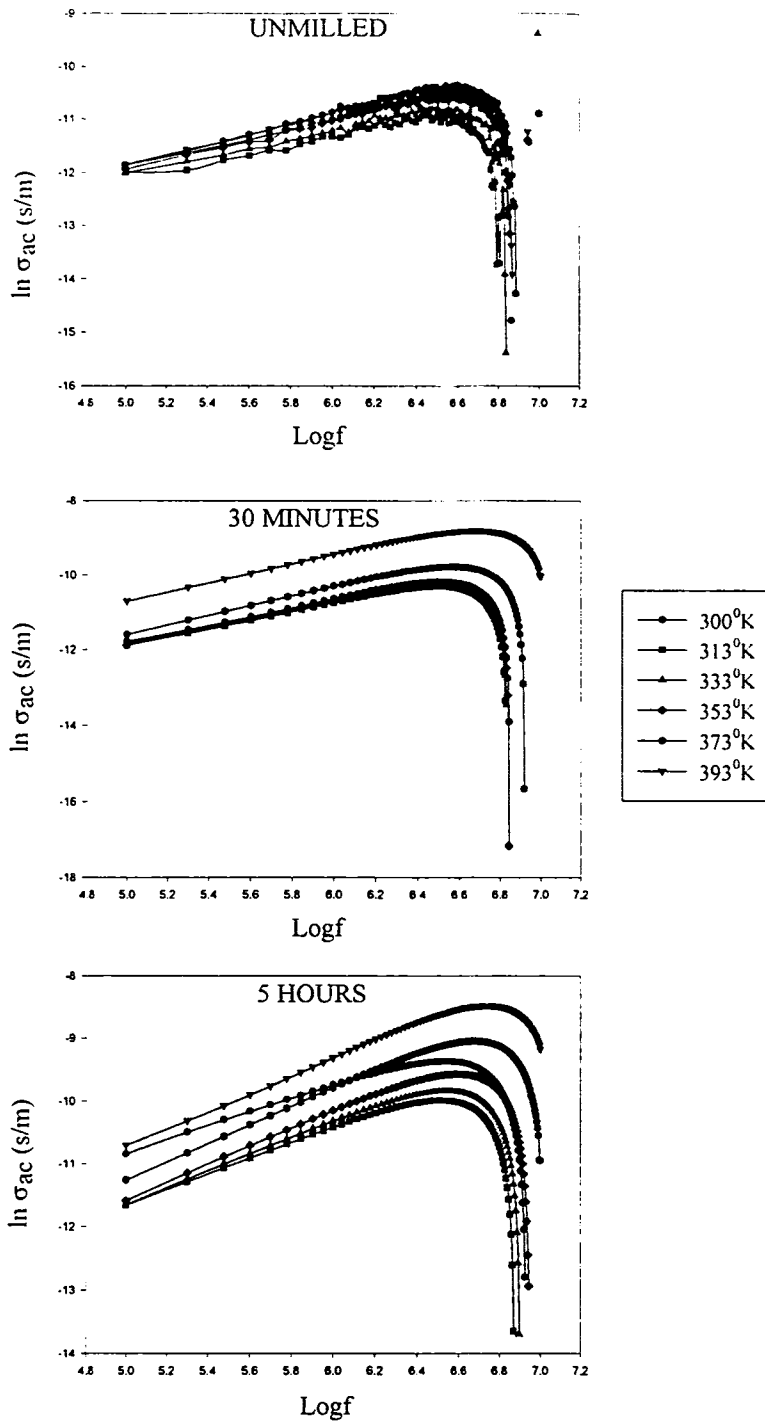 UNMILLED
-9
-10
-11
-12
-13
-14
-15
-16
ln σac (s/m)
4.8 5.0 5.2 5.4 5.6 5.8 6.0 6.2 6.4 6.6 6.8 7.0 7.2
Logf
30 MINUTES
-8
-10
-12
-14
-16
-18
ln σac (s/m)
4.8 5.0 5.2 5.4 5.6 5.8 6.0 6.2 6.4 6.6 6.8 7.0 7.2
Logf
300⁰K
313⁰K
333⁰K
353⁰K
373⁰K
393⁰K
5 HOURS
-8
-9
-10
-11
-12
-13
-14
ln σac (s/m)
4.8 5.0 5.2 5.4 5.6 5.8 6.0 6.2 6.4 6.6 6.8 7.0 7.2
Logf